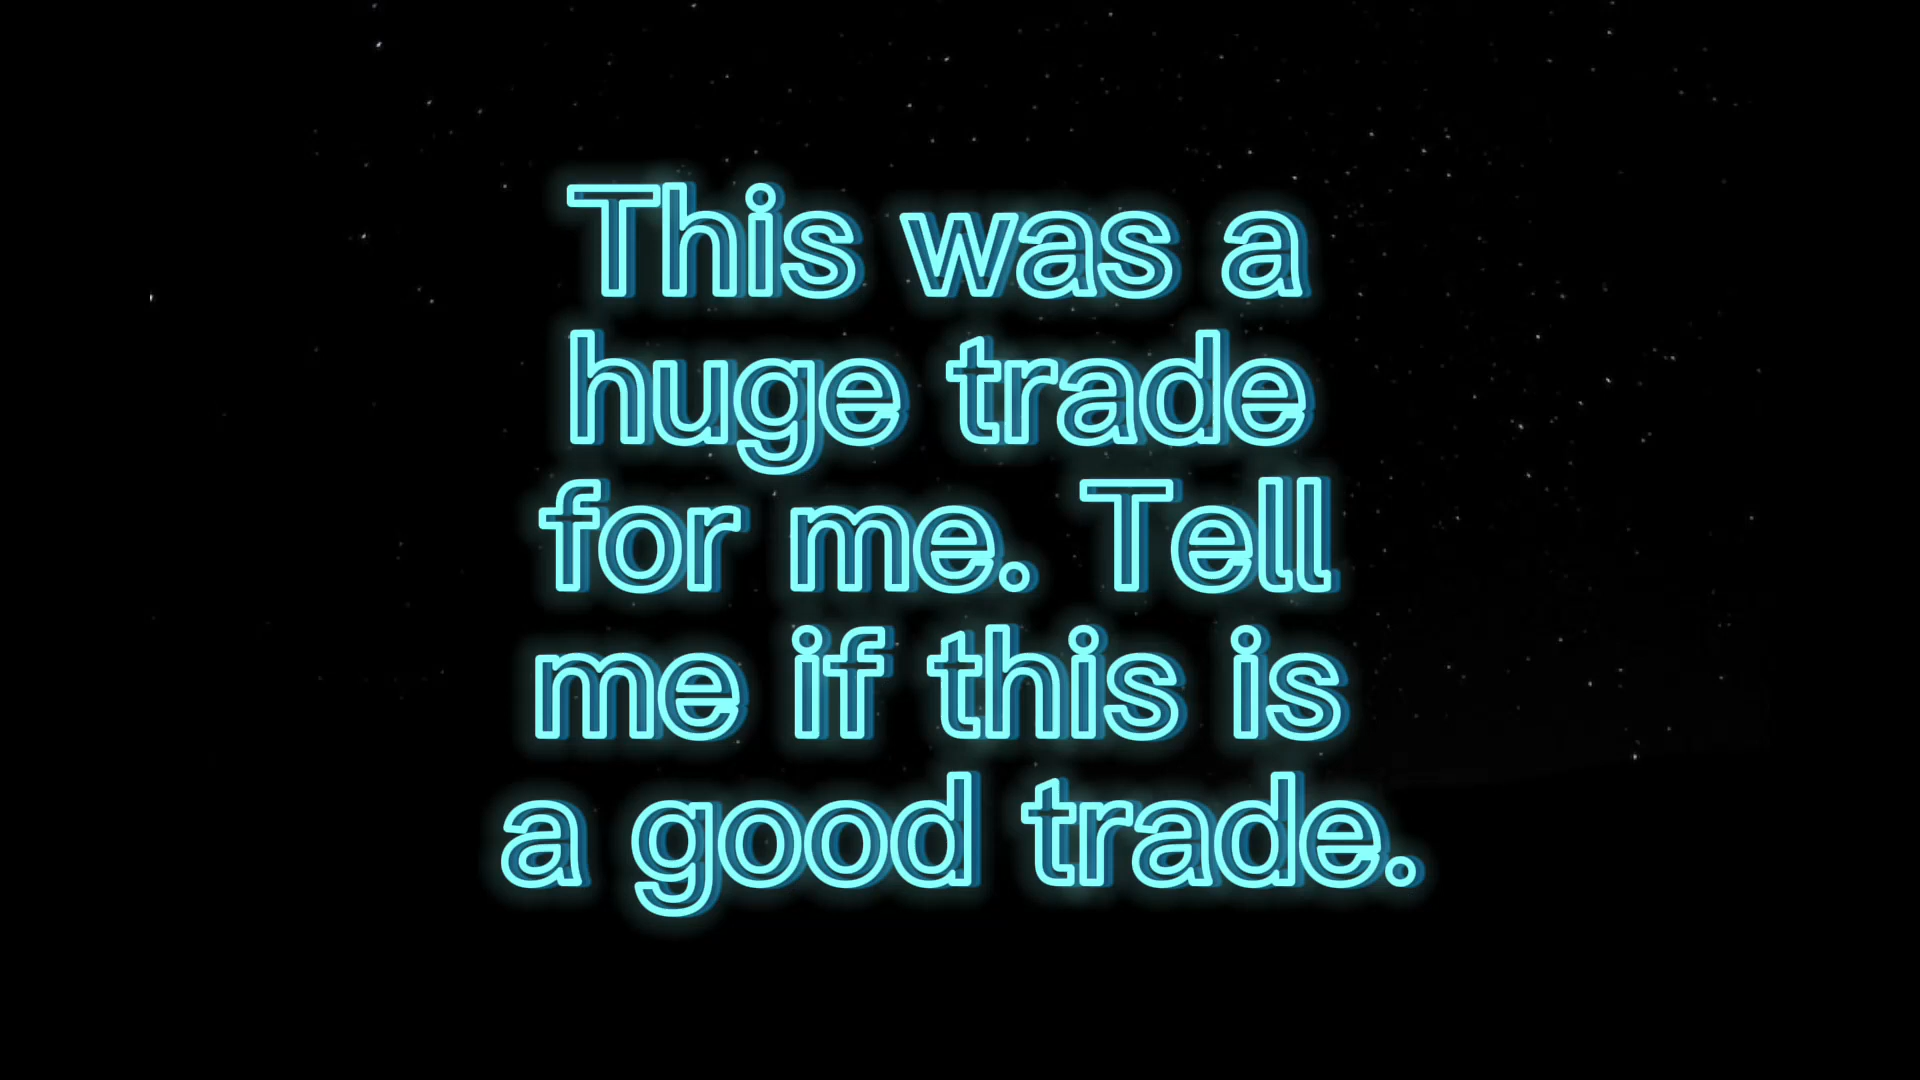 This was a
huge trade
for me. Tell
me if this is
a good trade.